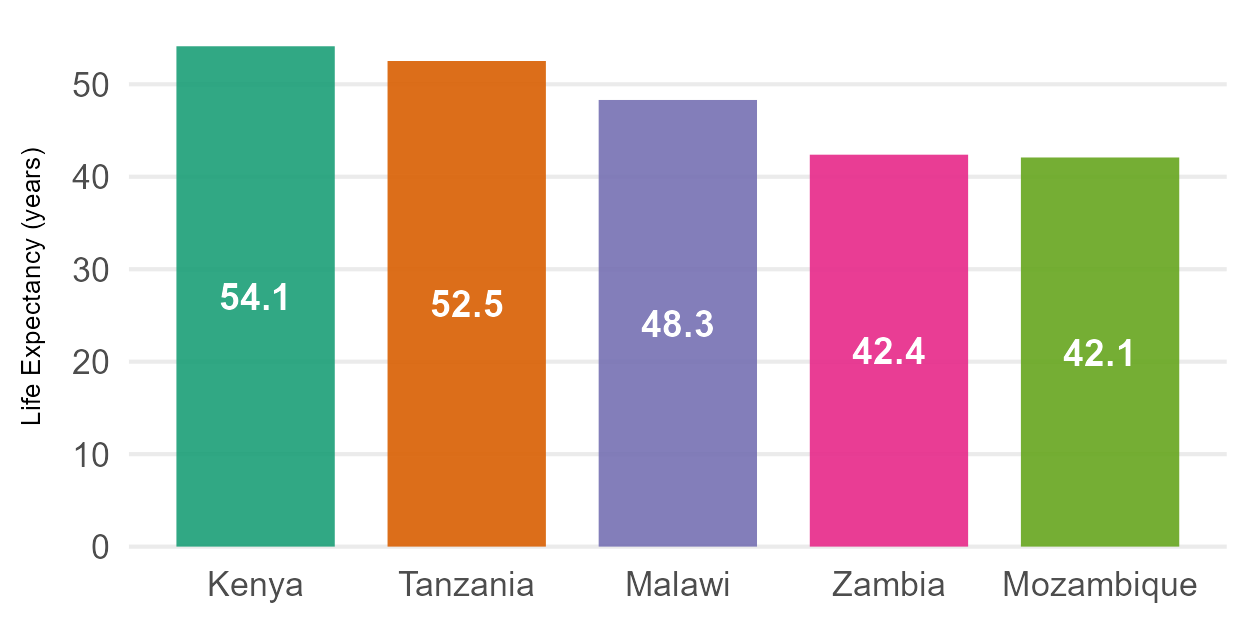 Life Expectancy (years)
50
40
30
20
10
0
54.1
52.5
48.3
42.4
42.1
Kenya
Tanzania
Malawi
Zambia
Mozambique